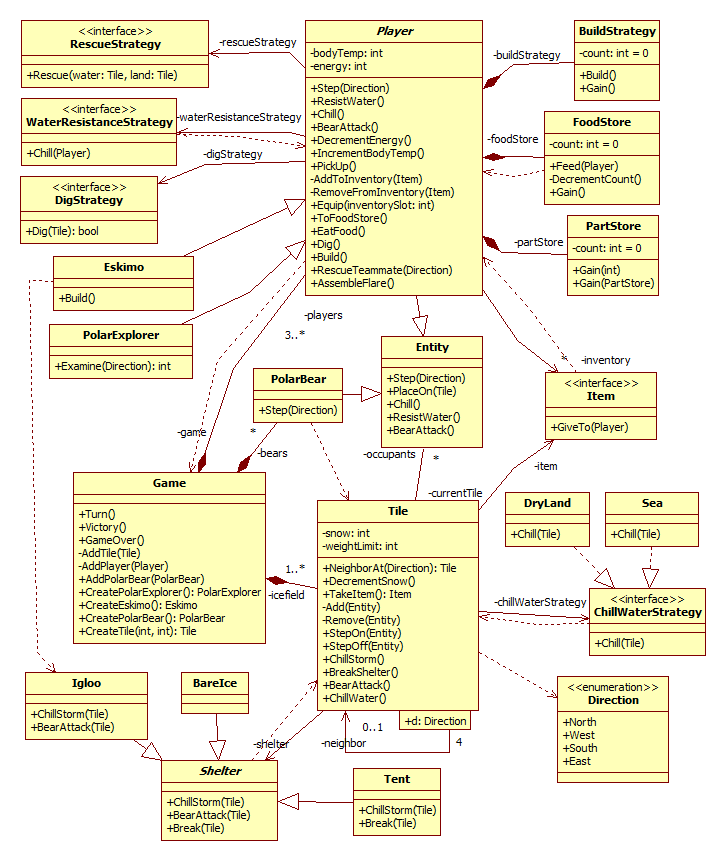 <<interface>>
RescueStrategy
+Rescue(water: Tile, land: Tile)
-rescueStrategy
Player
-bodyTemp: int
-energy: int
+Step(Direction)
+ResistWater()
+Chill()
+BearAttack()
+DecrementEnergy()
+IncrementBodyTemp()
+PickUp()
-AddToInventory(Item)
-RemoveFromInventory(Item)
+Equip(inventorySlot: int)
+ToFoodStore()
+EatFood()
+Dig()
+Build()
+RescueTeammate(Direction)
+AssembleFlare()
-buildStrategy
BuildStrategy
-count: int = 0
+Build()
+Gain()
<<interface>>
WaterResistanceStrategy
+Chill(Player)
-waterResistanceStrategy
-digStrategy
-foodStore
FoodStore
-count: int = 0
+Feed(Player)
-DecrementCount()
+Gain()
<<interface>>
DigStrategy
+Dig(Tile): bool
-partStore
PartStore
-count: int = 0
+Gain(int)
+Gain(PartStore)
Eskimo
+Build()
PolarExplorer
+Examine(Direction): int
-players
3..*
Entity
+Step(Direction)
+PlaceOn(Tile)
+Chill()
+ResistWater()
+BearAttack()
*
-inventory
<<interface>>
Item
+GiveTo(Player)
PolarBear
+Step(Direction)
-game
*
-bears
-occupants
*
-item
-currentTile
Game
+Turn()
+Victory()
+GameOver()
-AddTile(Tile)
-AddPlayer(Player)
+AddPolarBear(PolarBear)
+CreatePolarExplorer(): PolarExplorer
+CreateEskimo(): Eskimo
+CreatePolarBear(): PolarBear
+CreateTile(int, int): Tile
1..*
-icefield
Tile
-snow: int
-weightLimit: int
+NeighborAt(Direction): Tile
+DecrementSnow()
+TakeItem(): Item
-Add(Entity)
-Remove(Entity)
+StepOn(Entity)
+StepOff(Entity)
+ChillStorm()
+BreakShelter()
+BearAttack()
+ChillWater()
DryLand
+Chill(Tile)
Sea
+Chill(Tile)
-chillWaterStrategy
<<interface>>
ChillWaterStrategy
+Chill(Tile)
Igloo
+ChillStorm(Tile)
+BearAttack(Tile)
BareIce
<<enumeration>>
Direction
+North
+West
+South
+East
+d: Direction
0..1
4
-neighbor
-shelter
Shelter
+ChillStorm(Tile)
+BearAttack(Tile)
+Break(Tile)
Tent
+ChillStorm(Tile)
+Break(Tile)